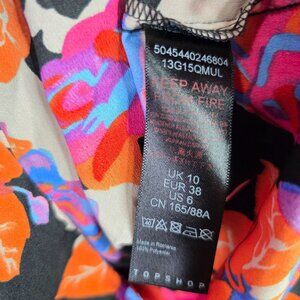 5045440246804
13G15QMUL
KEEP AWAY
FROM FIRE
UK 10
EUR 38
US 6
CN 165/88A
Made in Romania
100% Polyester
TOPSHOP